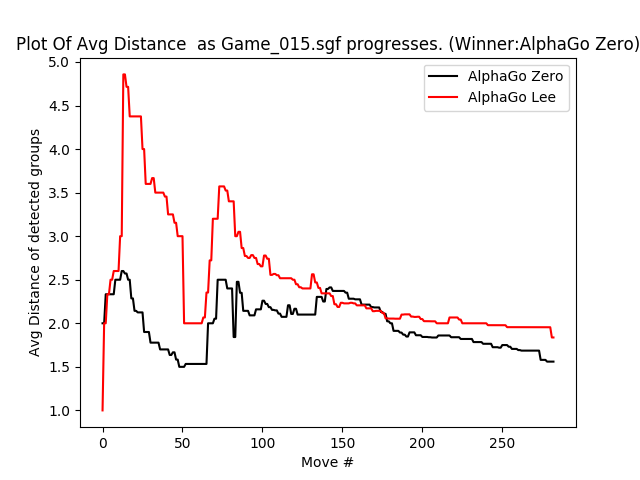 Plot Of Avg Distance  as Game_015.sgf progresses. (Winner:AlphaGo Zero)
AlphaGo Zero
AlphaGo Lee
Avg Distance of detected groups
5.0
4.5
4.0
3.5
3.0
2.5
2.0
1.5
1.0
0 50 100 150 200 250
Move #